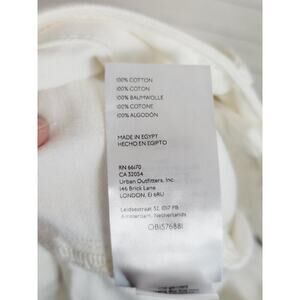 100% COTTON
100% COTON
100% BAUMWOLLE
100% COTONE
100% ALGODÓN
MADE IN EGYPT
HECHO EN EGIPTO
RN 66170
CA 32054
Urban Outfitters, Inc.
146 Brick Lane
LONDON, E1 6RU
Leidsestraat 52, 1017 PB
Amsterdam, Netherlands
OB1576881